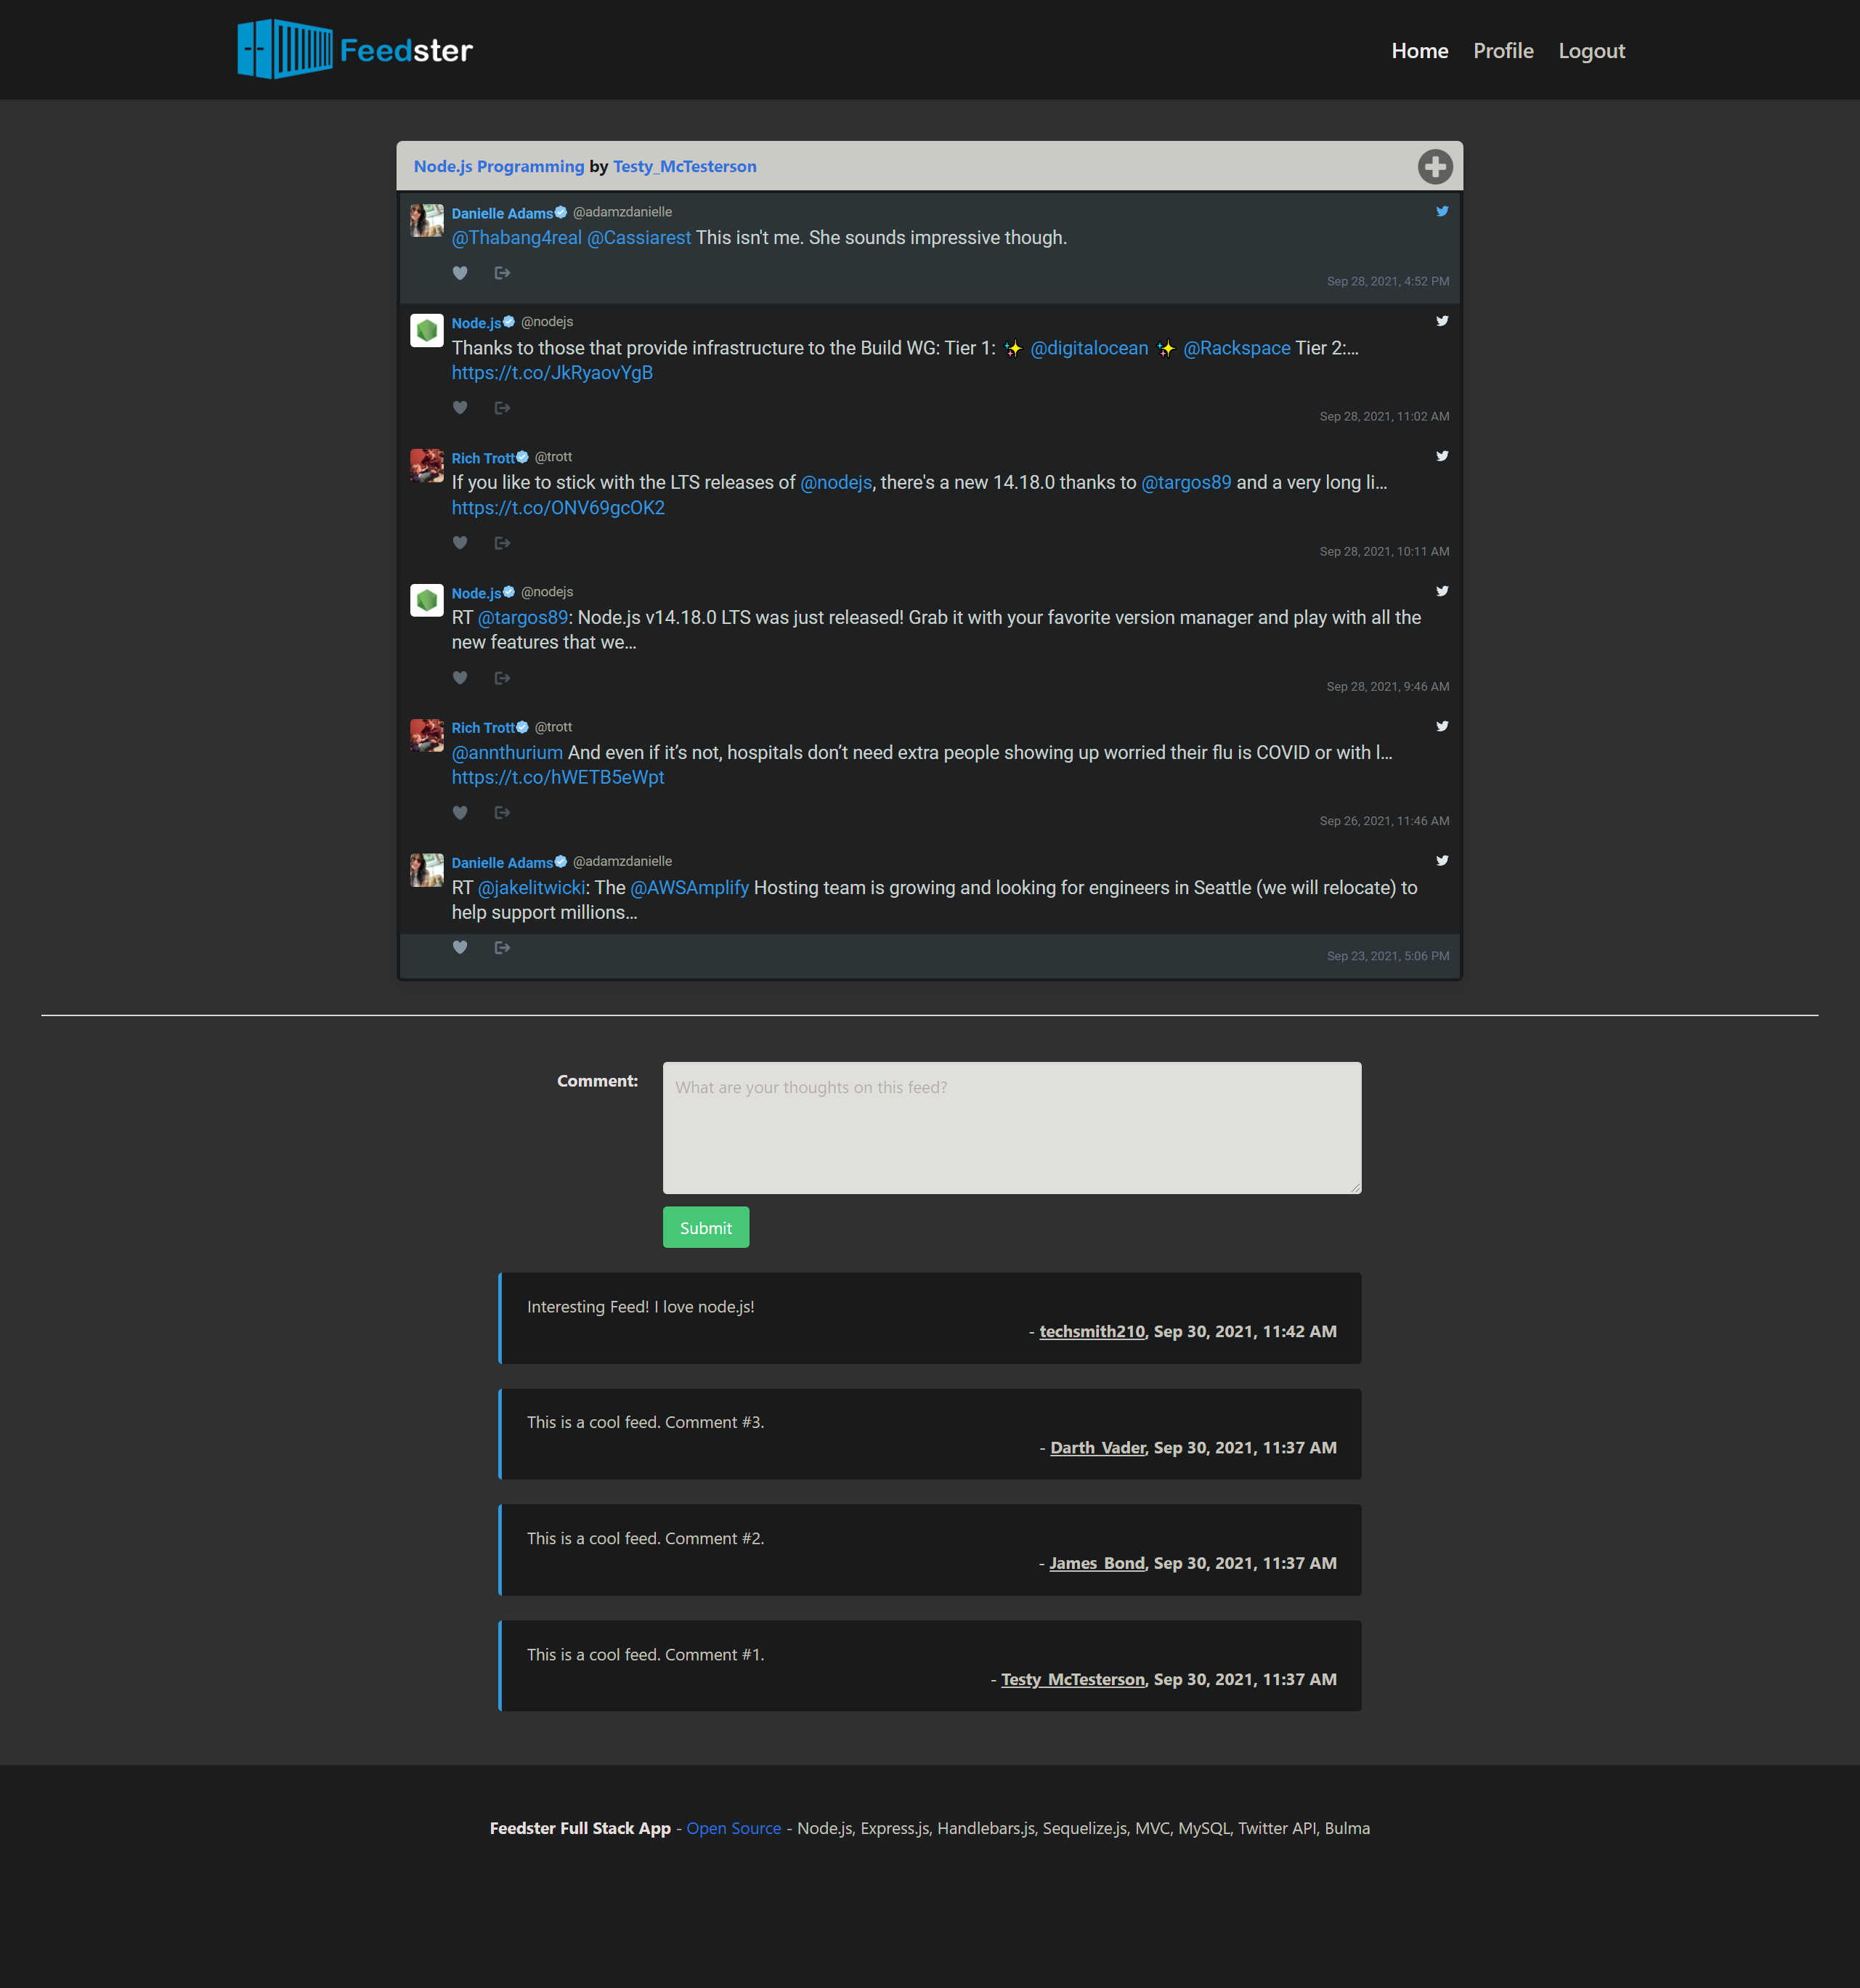 Feedster
Home Profile Logout
Node.js Programming by Testy_McTesterson
Danielle Adams @adamzdanielle
@Thabang4real @Cassiarest This isn't me. She sounds impressive though.
Sep 28, 2021, 4:52 PM
Node.js @nodejs
Thanks to those that provide infrastructure to the Build WG: Tier 1: ✨ @digitalocean ✨ @Rackspace Tier 2:…
https://t.co/JkRyaovYgB
Sep 28, 2021, 11:02 AM
Rich Trott @trott
If you like to stick with the LTS releases of @nodejs, there's a new 14.18.0 thanks to @targos89 and a very long li…
https://t.co/ONV69gcOK2
Sep 28, 2021, 10:11 AM
Node.js @nodejs
RT @targos89: Node.js v14.18.0 LTS was just released! Grab it with your favorite version manager and play with all the
new features that we…
Sep 28, 2021, 9:46 AM
Rich Trott @trott
@annthurium And even if it’s not, hospitals don’t need extra people showing up worried their flu is COVID or with l…
https://t.co/hWETB5eWpt
Sep 26, 2021, 11:46 AM
Danielle Adams @adamzdanielle
RT @jakelitwicki: The @AWSAmplify Hosting team is growing and looking for engineers in Seattle (we will relocate) to
help support millions…
Sep 23, 2021, 5:06 PM
Comment:
What are your thoughts on this feed?
Submit
Interesting Feed! I love node.js!
- techsmith210, Sep 30, 2021, 11:42 AM
This is a cool feed. Comment #3.
- Darth_Vader, Sep 30, 2021, 11:37 AM
This is a cool feed. Comment #2.
- James_Bond, Sep 30, 2021, 11:37 AM
This is a cool feed. Comment #1.
- Testy_McTesterson, Sep 30, 2021, 11:37 AM
Feedster Full Stack App - Open Source - Node.js, Express.js, Handlebars.js, Sequelize.js, MVC, MySQL, Twitter API, Bulma